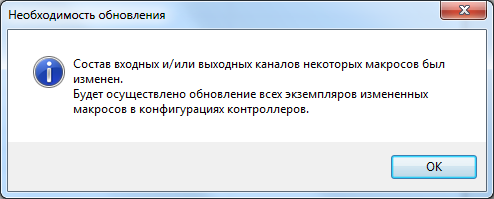 Необходимость обновления
Состав входных и/или выходных каналов некоторых макросов был
изменен.
Будет осуществлено обновление всех экземпляров измененных
макросов в конфигурациях контроллеров.
OK